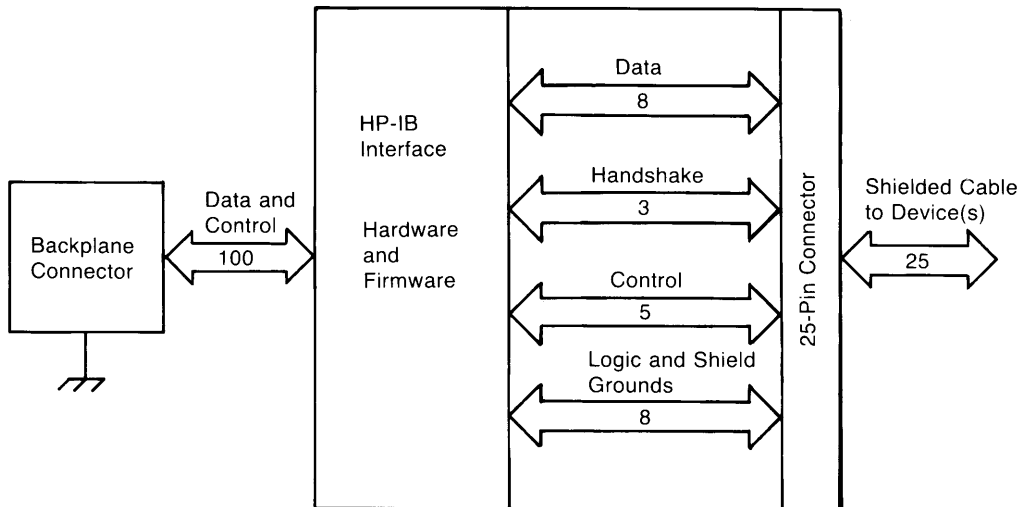 Backplane
Connector
Data and
Control
100
HP-IB
Interface
Hardware
and
Firmware
Data
8
Handshake
3
Control
5
Logic and Shield
Grounds
8
25-Pin Connector
Shielded Cable
to Device(s)
25